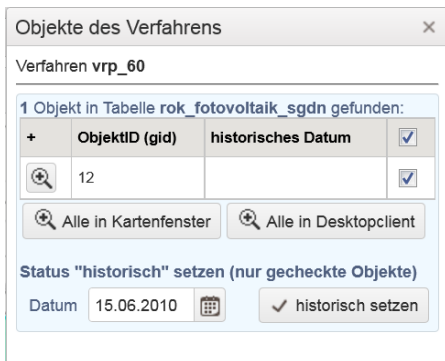 Objekte des Verfahrens ×
Verfahren vrp_60
1 Objekt in Tabelle rok_fotovoltaik_sgdn gefunden:
+ ObjektID (gid) historisches Datum
12
Alle in Kartenfenster Alle in Desktopclient
Status "historisch" setzen (nur gecheckte Objekte)
Datum 15.06.2010 historisch setzen